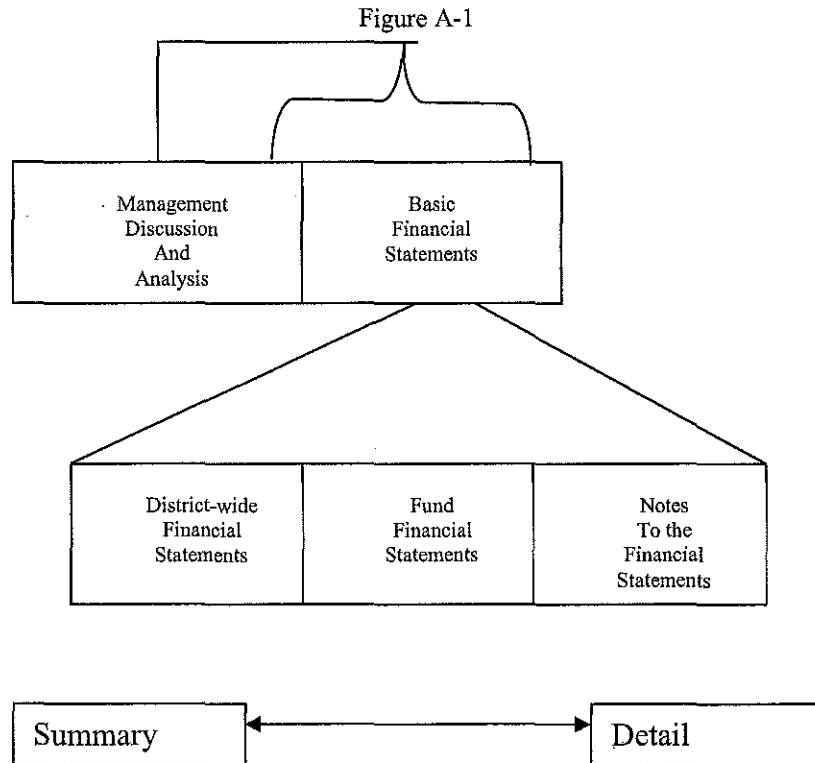 Figure A-1
Management
Discussion
And
Analysis
Basic
Financial
Statements
District-wide
Financial
Statements
Fund
Financial
Statements
Notes
To the
Financial
Statements
Summary
Detail